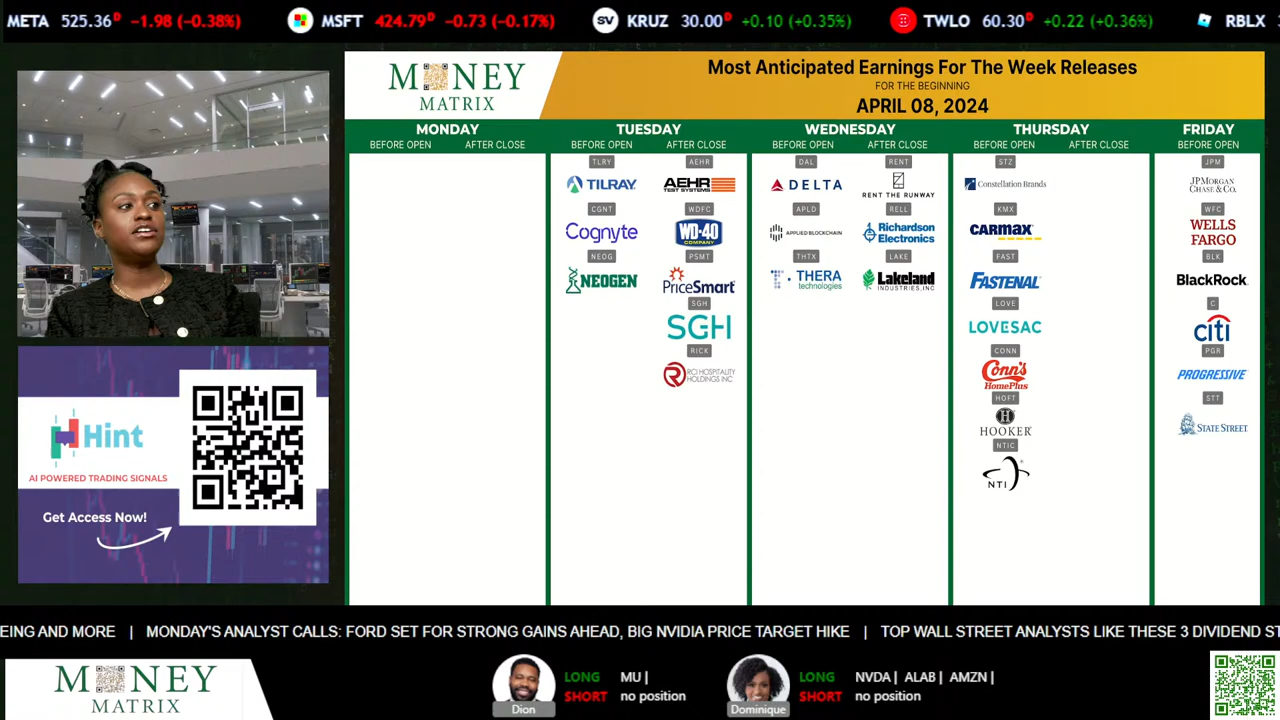 META 525.36D −1.98 (−0.38%) MSFT 424.79D −0.73 (−0.17%) KRUZ 30.00D +0.10 (+0.35%) TWLO 60.30D +0.22 (+0.36%) RBLX
SV
MONEY
MATRIX
Most Anticipated Earnings For The Week Releases
FOR THE BEGINNING
APRIL 08, 2024
MONDAY TUESDAY WEDNESDAY THURSDAY FRIDAY
BEFORE OPEN AFTER CLOSE BEFORE OPEN AFTER CLOSE BEFORE OPEN AFTER CLOSE BEFORE OPEN AFTER CLOSE BEFORE OPEN
TLRY AEHR DAL RENT STZ JPM
TILRAY AEHR TEST SYSTEMS DELTA RENT THE RUNWAY Constellation Brands JPMORGAN CHASE & CO.
CGNT WDFC APLD RELL KMX WFC
Cognyte WD-40 COMPANY APPLIED BLOCKCHAIN Richardson Electronics CARMAX WELLS FARGO
NEOG PSMT THTX LAKE FAST BLK
NEOGEN PriceSmart THERA technologies Lakeland INDUSTRIES, INC FASTENAL BlackRock
SGH LOVE C
SGH LOVESAC citi
RICK CONN PGR
RCI HOSPITALITY HOLDINGS INC Conn's HomePlus PROGRESSIVE
HOFT STT
H HOOKER STATE STREET
NTIC
NTI
Hint
AI POWERED TRADING SIGNALS
Get Access Now!
EING AND MORE | MONDAY'S ANALYST CALLS: FORD SET FOR STRONG GAINS AHEAD, BIG NVIDIA PRICE TARGET HIKE | TOP WALL STREET ANALYSTS LIKE THESE 3 DIVIDEND ST
MONEY
MATRIX
LONG MU |
SHORT no position
Dion
LONG NVDA | ALAB | AMZN |
SHORT no position
Dominique